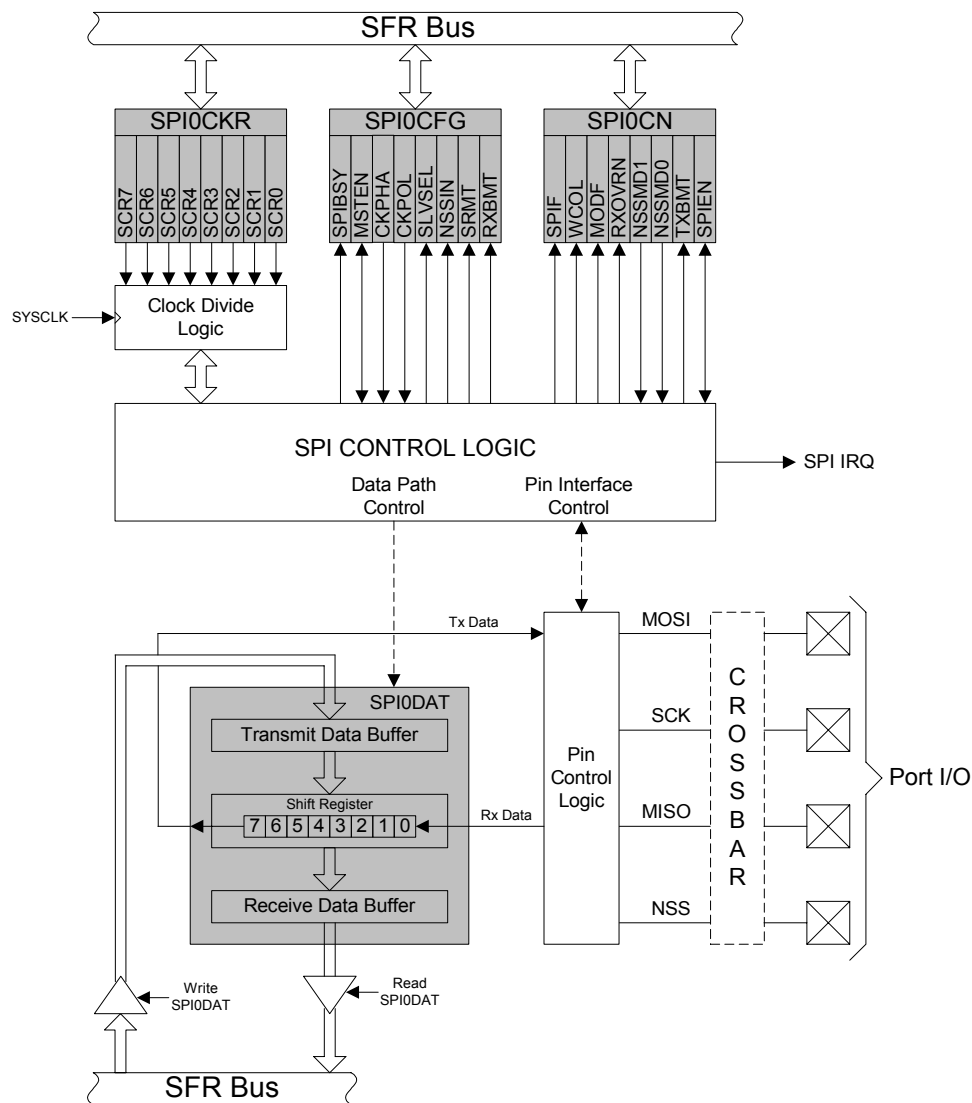 SFR Bus
SPI0CKR
SPI0CFG
SPI0CN
SCR7
SCR6
SCR5
SCR4
SCR3
SCR2
SCR1
SCR0
SPIBSY
MSTEN
CKPHA
CKPOL
SLVSEL
NSSIN
SRMT
RXBMT
SPIF
WCOL
MODF
RXOVRN
NSSMD1
NSSMD0
TXBMT
SPIEN
SYSCLK
Clock Divide
Logic
SPI CONTROL LOGIC
SPI IRQ
Data Path
Control
Pin Interface
Control
Tx Data
MOSI
SPI0DAT
Transmit Data Buffer
SCK
Shift Register
7 6 5 4 3 2 1 0
Rx Data
Pin
Control
Logic
MISO
Receive Data Buffer
NSS
CROSSBAR
Port I/O
Write
SPI0DAT
Read
SPI0DAT
SFR Bus